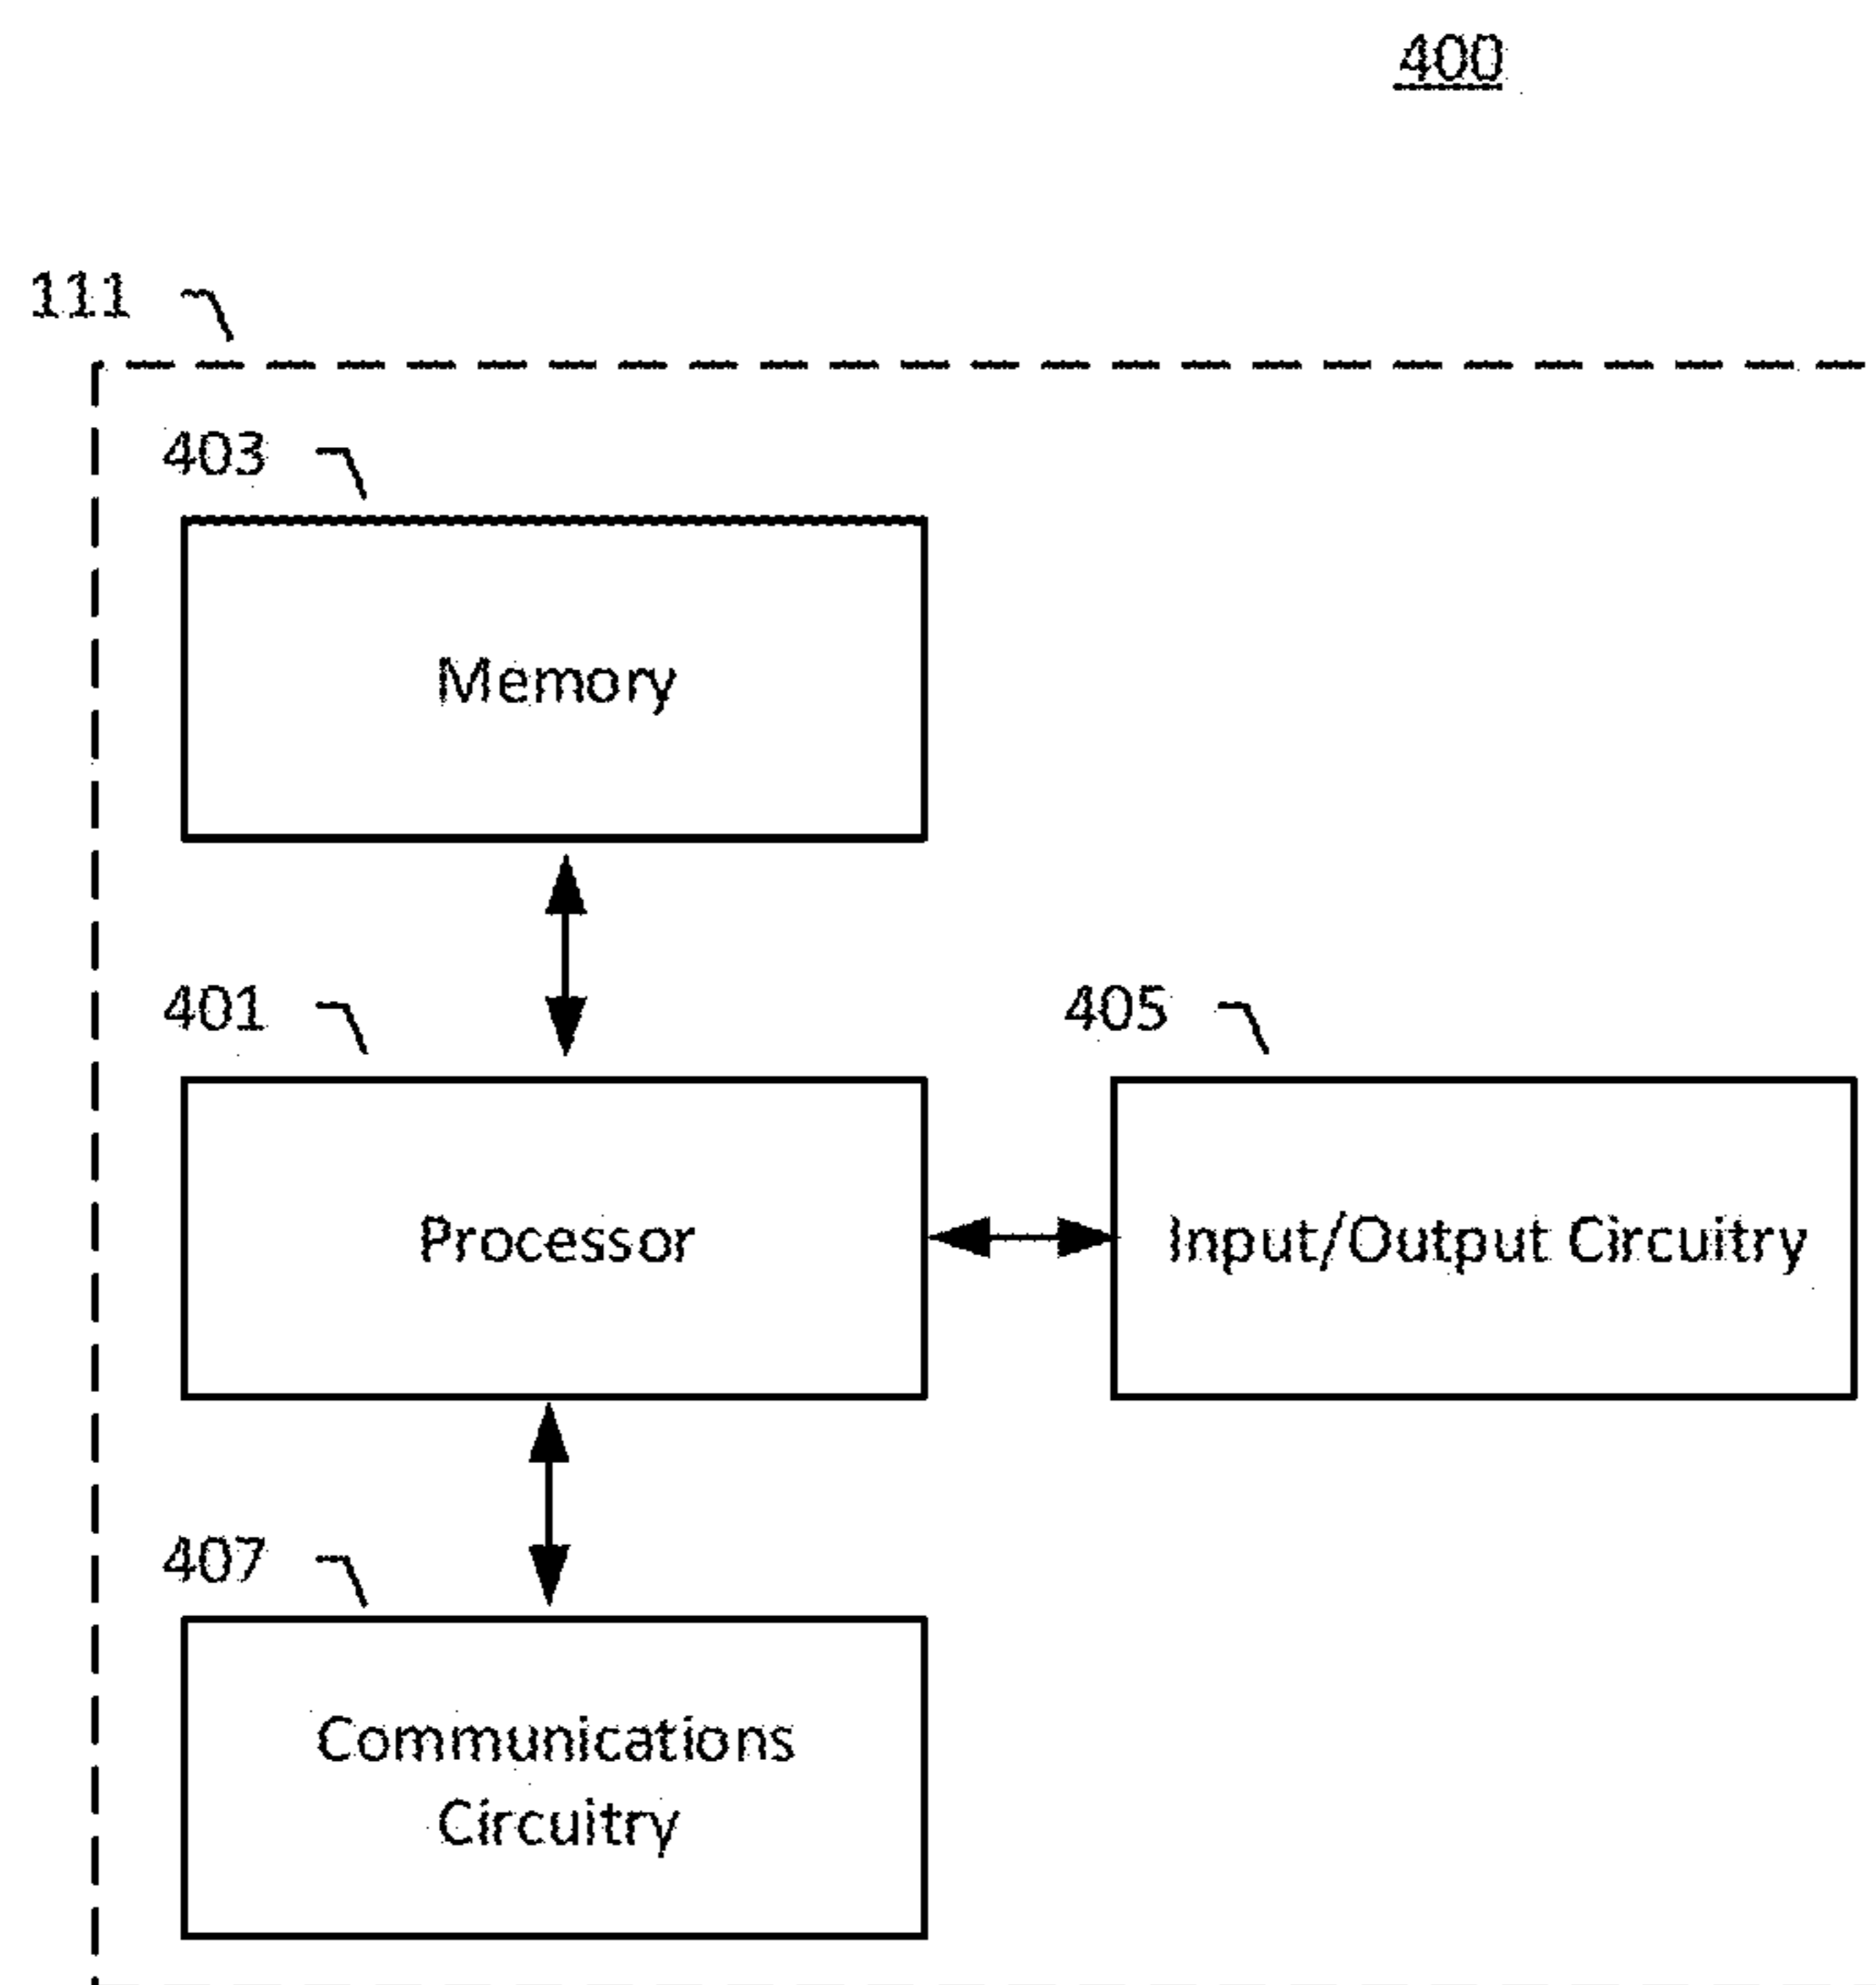 400
111
403
Memory
401
405
Processor
Input/Output Circuitry
407
Communications
Circuitry